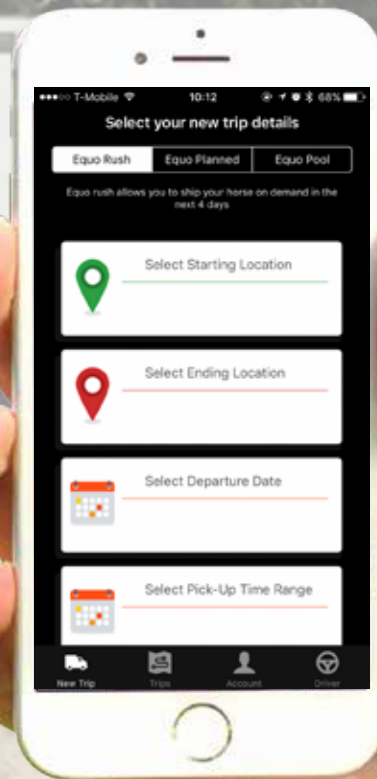 T-Mobile 10:12 68%
Select your new trip details
Equo Rush Equo Planned Equo Pool
Equo rush allows you to ship your horse on demand in the
next 4 days
Select Starting Location
Select Ending Location
Select Departure Date
Select Pick-Up Time Range
New Trip Trips Account Driver